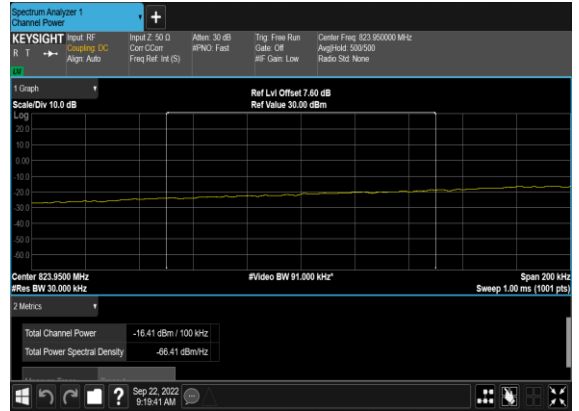 Spectrum Analyzer 1
Channel Power
+
KEYSIGHT Input: RF Input Z: 50 Ω Atten: 30 dB Trig: Free Run Center Freq: 823.950000 MHz
R T Coupling: DC Corr CCorr #PNO: Fast Gate: Off Avg|Hold: 500/500
Align: Auto Freq Ref: Int (S) #IF Gain: Low Radio Std: None
1 Graph
Ref Lvl Offset 7.60 dB
Scale/Div 10.0 dB Ref Value 30.00 dBm
Log
20.0
10.0
0.00
-10.0
-20.0
-30.0
-40.0
-50.0
-60.0
Center 823.9500 MHz #Video BW 91.000 kHz* Span 200 kHz
#Res BW 30.000 kHz Sweep 1.00 ms (1001 pts)
2 Metrics
Total Channel Power -16.41 dBm / 100 kHz
Total Power Spectral Density -66.41 dBm/Hz
?
Sep 22, 2022
9:19:41 AM